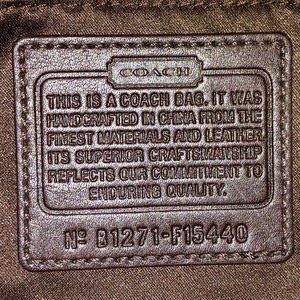 COACH
THIS IS A COACH BAG. IT WAS
HANDCRAFTED IN CHINA FROM THE
FINEST MATERIALS AND LEATHER.
ITS SUPERIOR CRAFTSMANSHIP
REFLECTS OUR COMMITMENT TO
ENDURING QUALITY.
Nº B1271-F15440